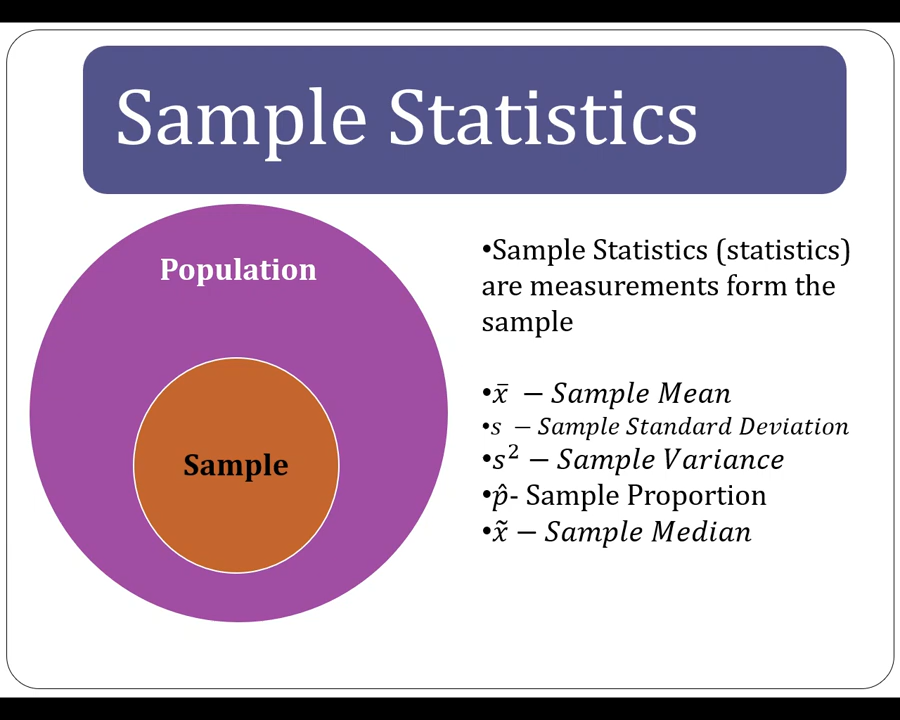 Sample Statistics
Population
Sample
•Sample Statistics (statistics)
are measurements form the
sample
•x̄ – Sample Mean
•s – Sample Standard Deviation
•s² – Sample Variance
•p̂- Sample Proportion
•x̃ – Sample Median